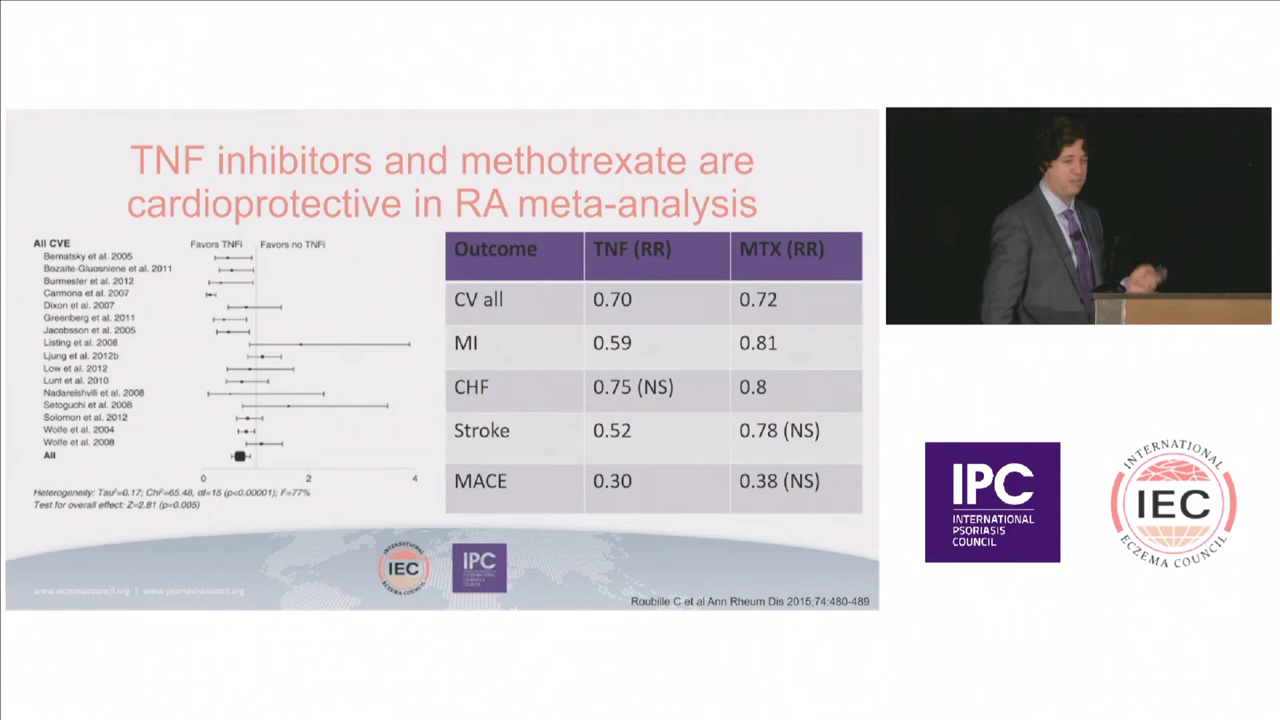 TNF inhibitors and methotrexate are
cardioprotective in RA meta-analysis
All CVE
Favors TNFi
Favors no TNFi
Bernatsky et al. 2005
Bozaite-Gluosniene et al. 2011
Burmester et al. 2012
Carmona et al. 2007
Dixon et al. 2007
Greenberg et al. 2011
Jacobsson et al. 2005
Listing et al. 2008
Ljung et al. 2012b
Low et al. 2012
Lunt et al. 2010
Nadareishvili et al. 2008
Setoguchi et al. 2008
Solomon et al. 2012
Wolfe et al. 2004
Wolfe et al. 2008
All
0 2 4
Heterogeneity: Tau²=0.17; Chi²=65.48, df=15 (p<0.00001); I²=77%
Test for overall effect: Z=2.81 (p=0.005)
Outcome TNF (RR) MTX (RR)
CV all 0.70 0.72
MI 0.59 0.81
CHF 0.75 (NS) 0.8
Stroke 0.52 0.78 (NS)
MACE 0.30 0.38 (NS)
INTERNATIONAL
IEC
ECZEMA COUNCIL
IPC
INTERNATIONAL
PSORIASIS
COUNCIL
www.eczemacouncil.org | www.psoriasiscouncil.org
Roubille C et al Ann Rheum Dis 2015;74:480-489
IPC
INTERNATIONAL
PSORIASIS
COUNCIL
INTERNATIONAL
IEC
ECZEMA COUNCIL